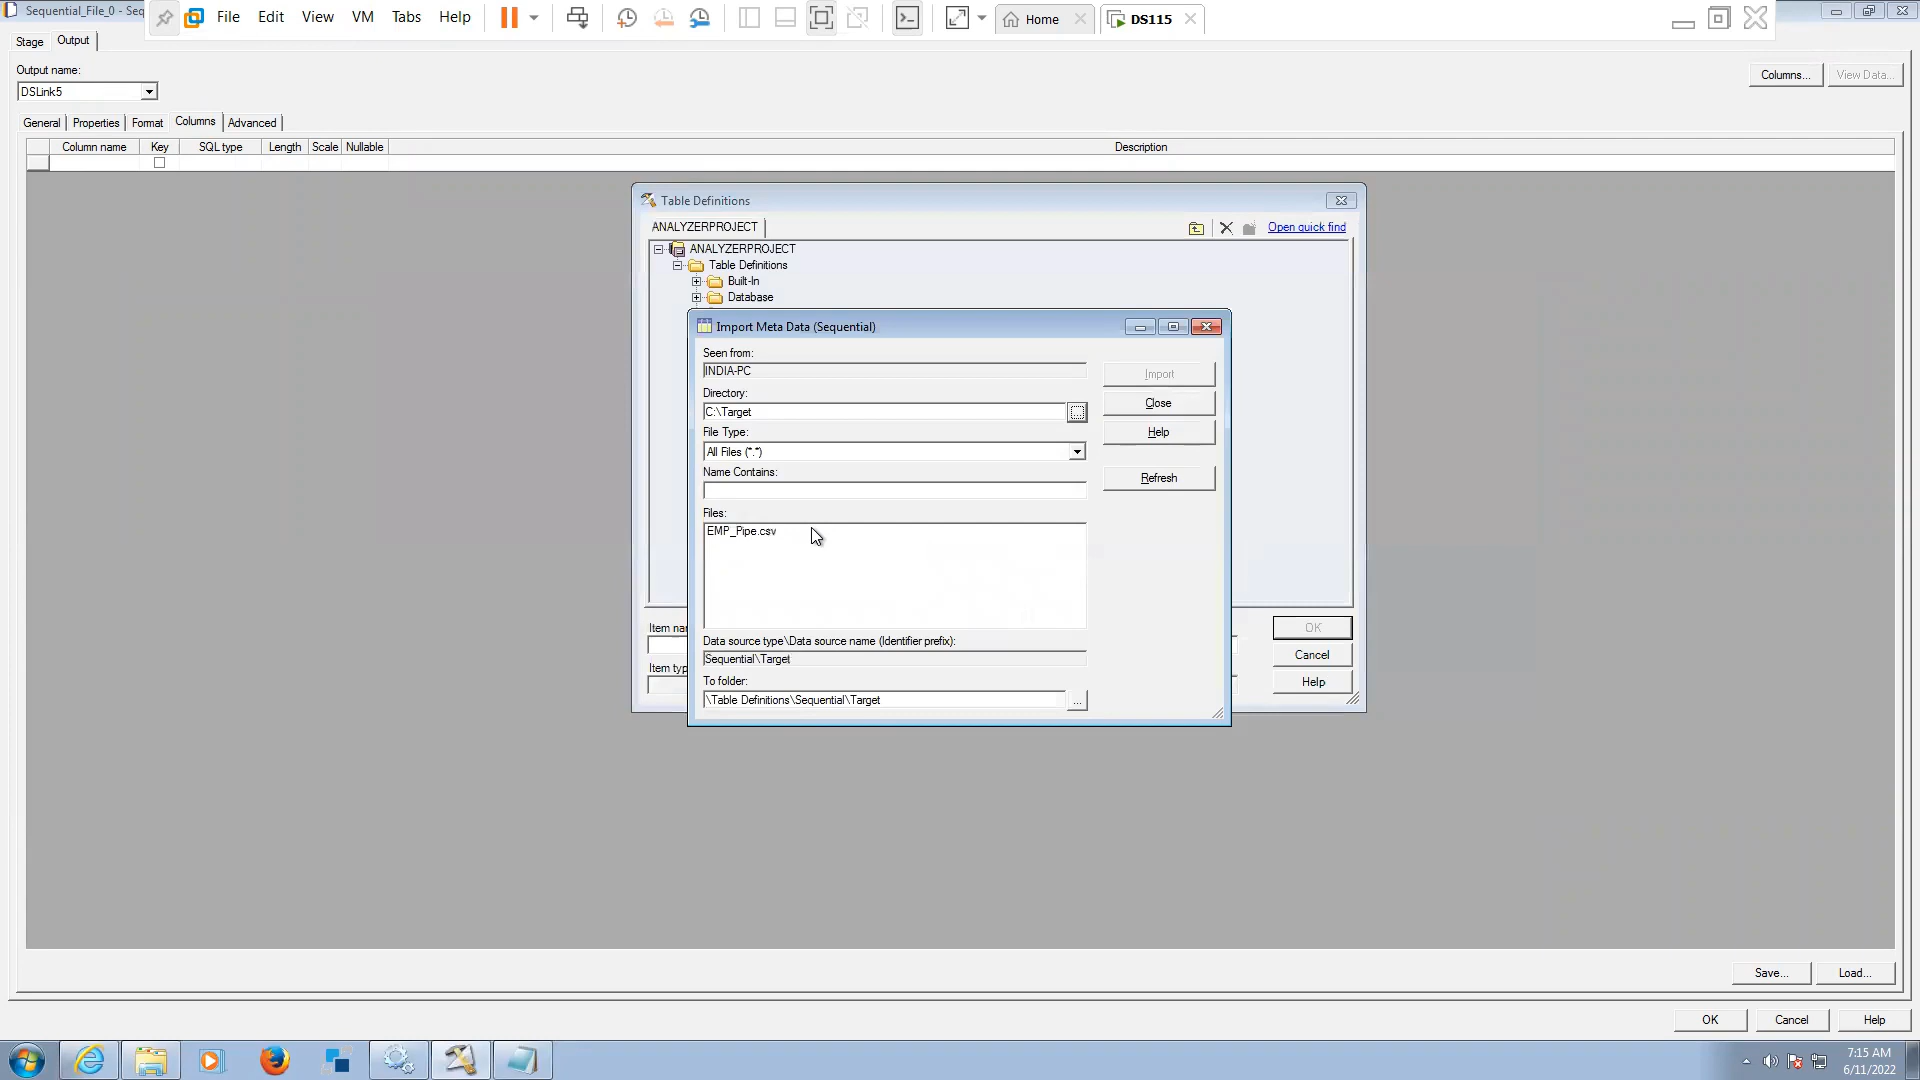 Sequential_File_0 - Seq
File Edit View VM Tabs Help
Home
DS115
Stage Output
Output name:
DSLink5
Columns... View Data...
General Properties Format Columns Advanced
Column name Key SQL type Length Scale Nullable Description
Table Definitions
ANALYZERPROJECT
Open quick find
ANALYZERPROJECT
Table Definitions
Built-In
Database
Import Meta Data (Sequential)
Seen from:
INDIA-PC
Import
Directory:
C:\Target
Close
File Type:
Help
All Files (*.*)
Name Contains:
Refresh
Files:
EMP_Pipe.csv
Data source type\Data source name (Identifier prefix):
Sequential\Target
To folder:
\Table Definitions\Sequential\Target
...
Item nar
Item typ
OK
Cancel
Help
Save... Load...
OK Cancel Help
7:15 AM
6/11/2022